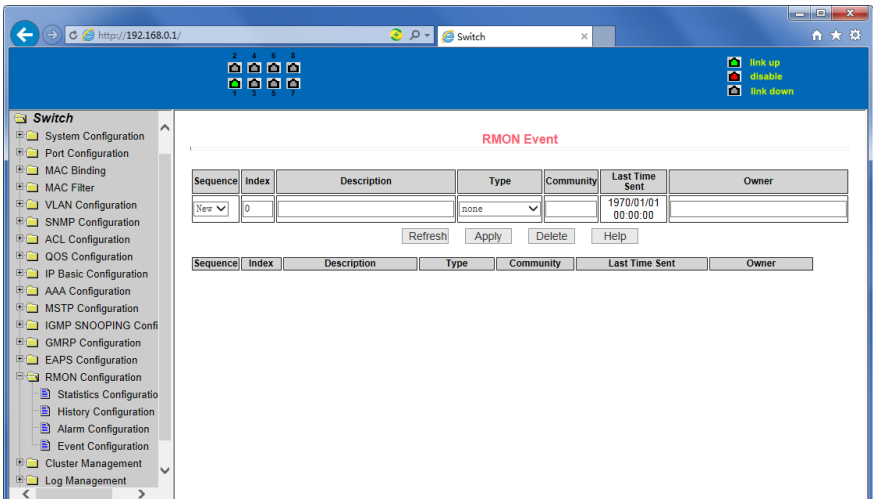 http://192.168.0.1/
Switch
2 4 6 8
1 3 5 7
link up
disable
link down
Switch
System Configuration
Port Configuration
MAC Binding
MAC Filter
VLAN Configuration
SNMP Configuration
ACL Configuration
QOS Configuration
IP Basic Configuration
AAA Configuration
MSTP Configuration
IGMP SNOOPING Confi
GMRP Configuration
EAPS Configuration
RMON Configuration
Statistics Configuratio
History Configuration
Alarm Configuration
Event Configuration
Cluster Management
Log Management
RMON Event
Sequence Index Description Type Community Last Time Sent Owner
New 0 none 1970/01/01 00:00:00
Refresh Apply Delete Help
Sequence Index Description Type Community Last Time Sent Owner